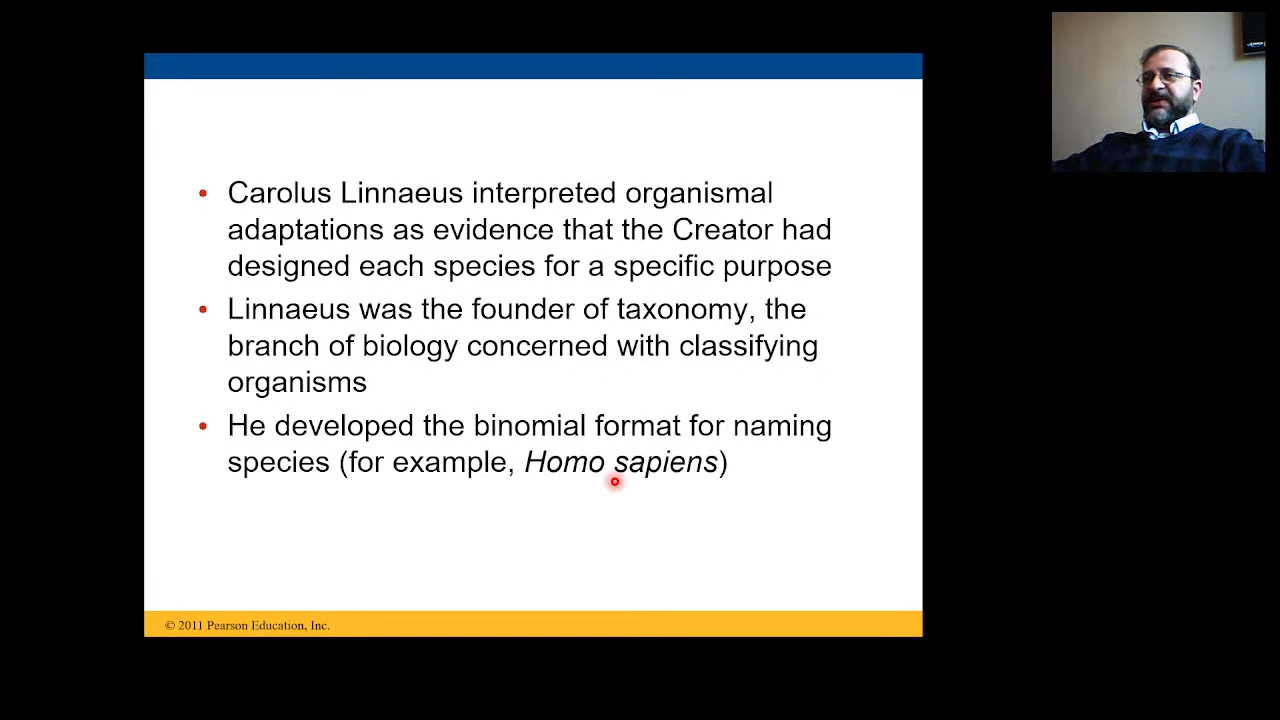 • Carolus Linnaeus interpreted organismal
adaptations as evidence that the Creator had
designed each species for a specific purpose
• Linnaeus was the founder of taxonomy, the
branch of biology concerned with classifying
organisms
• He developed the binomial format for naming
species (for example, Homo sapiens)
© 2011 Pearson Education, Inc.